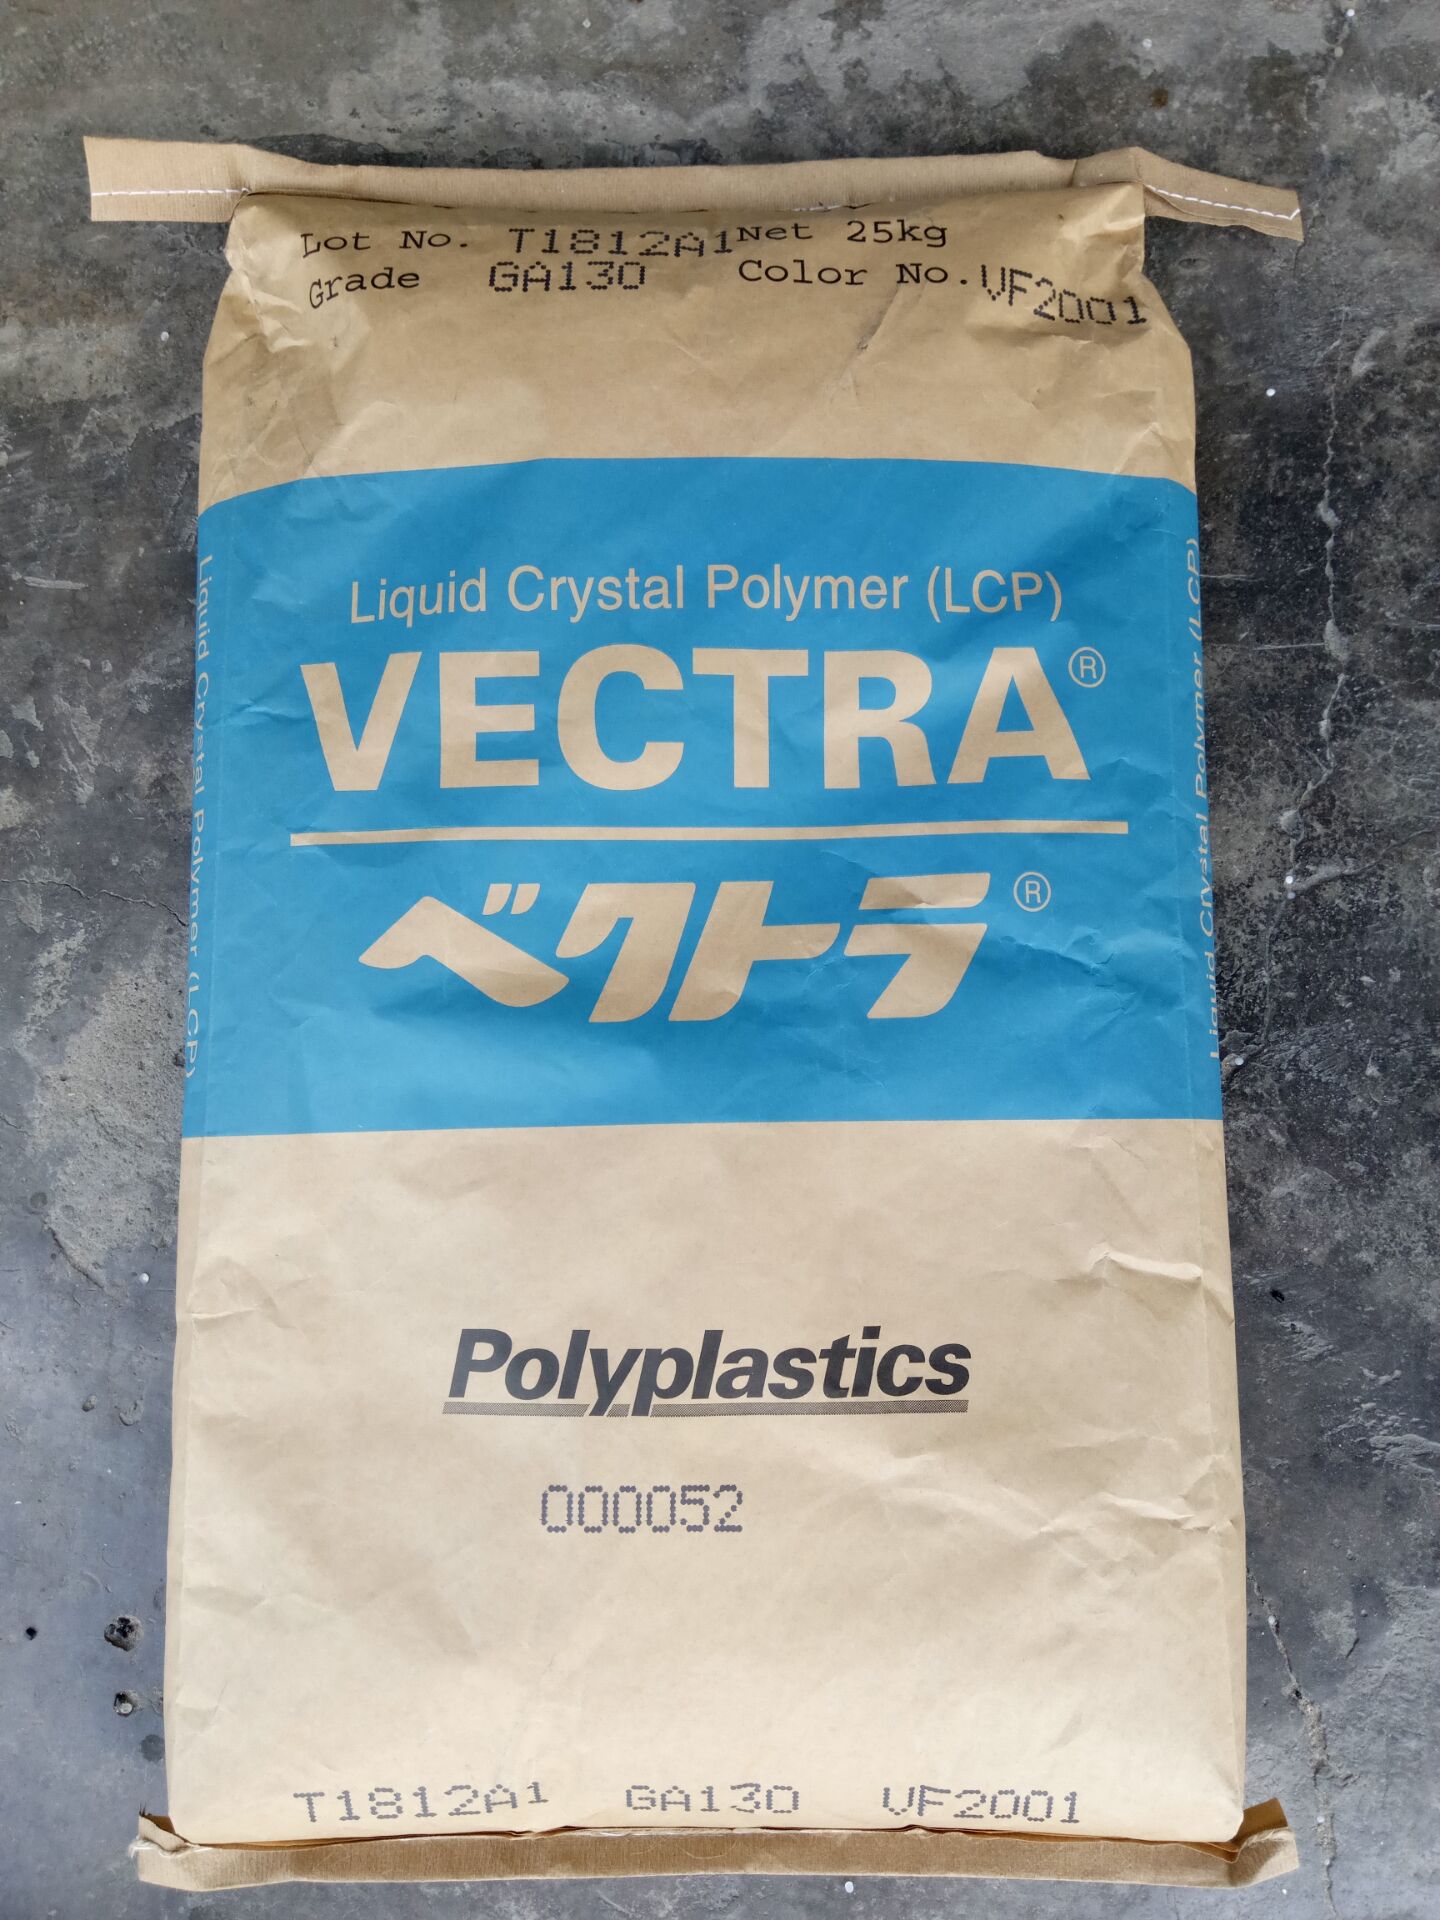 Lot No. T1812A1 Net 25kg
Grade GA130 Color No. VF2001
Liquid Crystal Polymer (LCP)
VECTRA®
ベクトラ®
Liquid Crystal Polymer (LCP)
Liquid Crystal Polymer (LCP)
Polyplastics
000052
T1812A1 GA130 VF2001